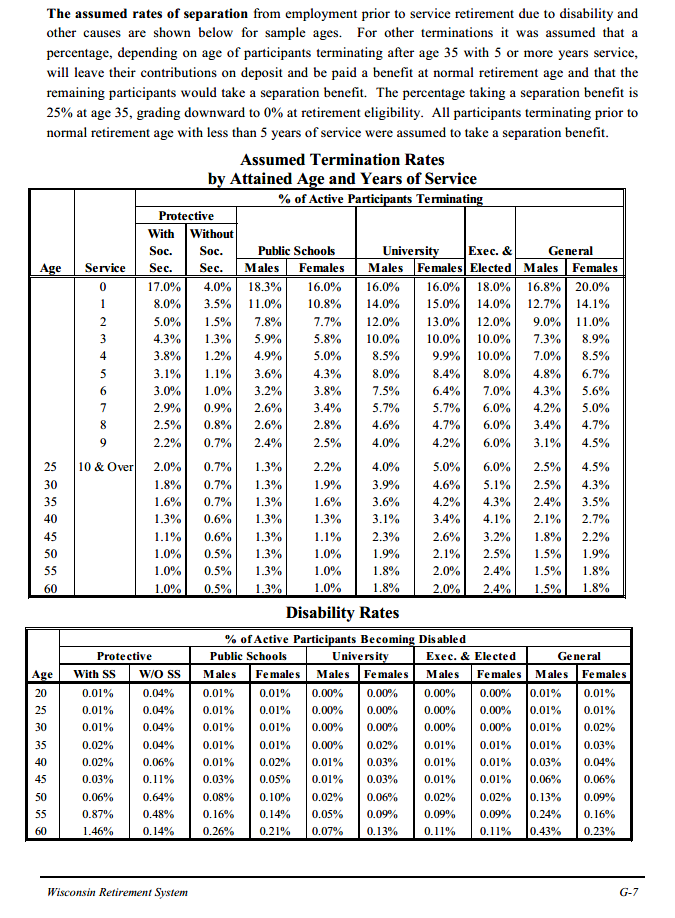 The assumed rates of separation from employment prior to service retirement due to disability and
other causes are shown below for sample ages. For other terminations it was assumed that a
percentage, depending on age of participants terminating after age 35 with 5 or more years service,
will leave their contributions on deposit and be paid a benefit at normal retirement age and that the
remaining participants would take a separation benefit. The percentage taking a separation benefit is
25% at age 35, grading downward to 0% at retirement eligibility. All participants terminating prior to
normal retirement age with less than 5 years of service were assumed to take a separation benefit.
Assumed Termination Rates
by Attained Age and Years of Service
% of Active Participants Terminating
Protective
With Without
Soc. Soc. Public Schools University Exec. & General
Age Service Sec. Sec. Males Females Males Females Elected Males Females
0 17.0% 4.0% 18.3% 16.0% 16.0% 16.0% 18.0% 16.8% 20.0%
1 8.0% 3.5% 11.0% 10.8% 14.0% 15.0% 14.0% 12.7% 14.1%
2 5.0% 1.5% 7.8% 7.7% 12.0% 13.0% 12.0% 9.0% 11.0%
3 4.3% 1.3% 5.9% 5.8% 10.0% 10.0% 10.0% 7.3% 8.9%
4 3.8% 1.2% 4.9% 5.0% 8.5% 9.9% 10.0% 7.0% 8.5%
5 3.1% 1.1% 3.6% 4.3% 8.0% 8.4% 8.0% 4.8% 6.7%
6 3.0% 1.0% 3.2% 3.8% 7.5% 6.4% 7.0% 4.3% 5.6%
7 2.9% 0.9% 2.6% 3.4% 5.7% 5.7% 6.0% 4.2% 5.0%
8 2.5% 0.8% 2.6% 2.8% 4.6% 4.7% 6.0% 3.4% 4.7%
9 2.2% 0.7% 2.4% 2.5% 4.0% 4.2% 6.0% 3.1% 4.5%
25 10 & Over 2.0% 0.7% 1.3% 2.2% 4.0% 5.0% 6.0% 2.5% 4.5%
30 1.8% 0.7% 1.3% 1.9% 3.9% 4.6% 5.1% 2.5% 4.3%
35 1.6% 0.7% 1.3% 1.6% 3.6% 4.2% 4.3% 2.4% 3.5%
40 1.3% 0.6% 1.3% 1.3% 3.1% 3.4% 4.1% 2.1% 2.7%
45 1.1% 0.6% 1.3% 1.1% 2.3% 2.6% 3.2% 1.8% 2.2%
50 1.0% 0.5% 1.3% 1.0% 1.9% 2.1% 2.5% 1.5% 1.9%
55 1.0% 0.5% 1.3% 1.0% 1.8% 2.0% 2.4% 1.5% 1.8%
60 1.0% 0.5% 1.3% 1.0% 1.8% 2.0% 2.4% 1.5% 1.8%
Disability Rates
% of Active Participants Becoming Disabled
Protective Public Schools University Exec. & Elected General
Age With SS W/O SS Males Females Males Females Males Females Males Females
20 0.01% 0.04% 0.01% 0.01% 0.00% 0.00% 0.00% 0.00% 0.01% 0.01%
25 0.01% 0.04% 0.01% 0.01% 0.00% 0.00% 0.00% 0.00% 0.01% 0.01%
30 0.01% 0.04% 0.01% 0.01% 0.00% 0.00% 0.00% 0.00% 0.01% 0.02%
35 0.02% 0.04% 0.01% 0.01% 0.00% 0.02% 0.01% 0.01% 0.01% 0.03%
40 0.02% 0.06% 0.01% 0.02% 0.01% 0.03% 0.01% 0.01% 0.03% 0.04%
45 0.03% 0.11% 0.03% 0.05% 0.01% 0.03% 0.01% 0.01% 0.06% 0.06%
50 0.06% 0.64% 0.08% 0.10% 0.02% 0.06% 0.02% 0.02% 0.13% 0.09%
55 0.87% 0.48% 0.16% 0.14% 0.05% 0.09% 0.09% 0.09% 0.24% 0.16%
60 1.46% 0.14% 0.26% 0.21% 0.07% 0.13% 0.11% 0.11% 0.43% 0.23%
Wisconsin Retirement System G-7